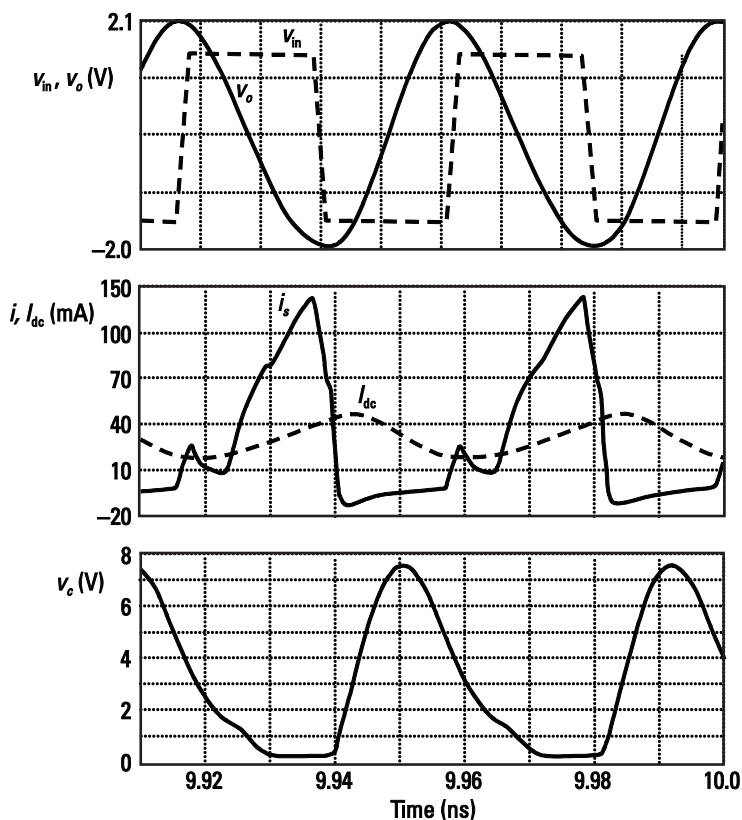 2.1
v_in
v_in, v_o (V)
v_o
–2.0
150
i_s
i, I_dc (mA)
100
70
I_dc
40
10
–20
8
v_c (V)
6
4
2
0
9.92 9.94 9.96 9.98 10.0
Time (ns)